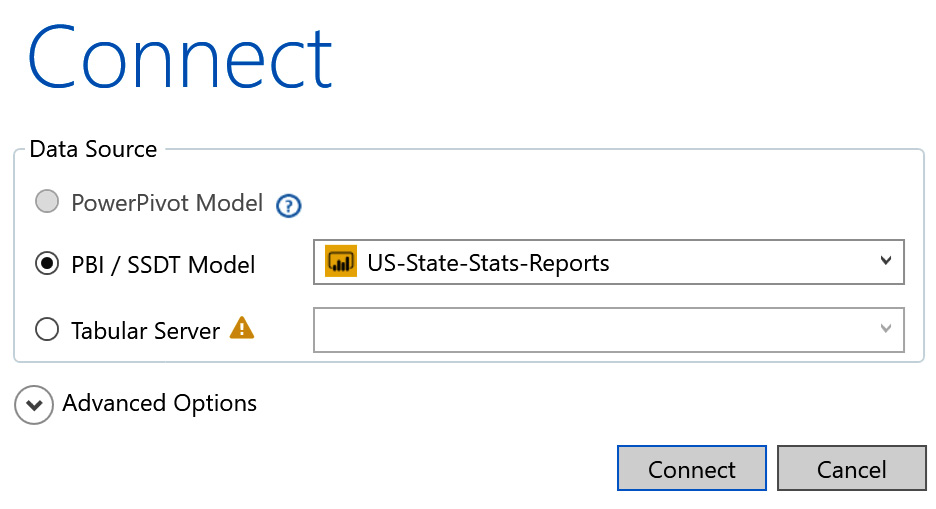 Connect
Data Source
PowerPivot Model ?
PBI / SSDT Model US-State-Stats-Reports
Tabular Server
Advanced Options
Connect Cancel